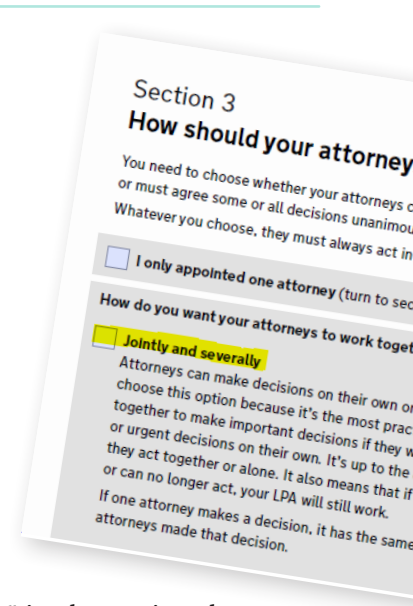 Section 3
How should your attorney
You need to choose whether your attorneys
or must agree some or all decisions
Whatever you choose, they must always act in
I only appointed one attorney (turn to
How do you want your attorneys to work
Jointly and severally
Attorneys can make decisions on their own
choose this option because it's the most
together to make important decisions if they
or urgent decisions on their own. It's up to the
they act together or alone. It also means that if
or can no longer act, your LPA will still work.
If one attorney makes a decision, it has the same
attorneys made that decision.